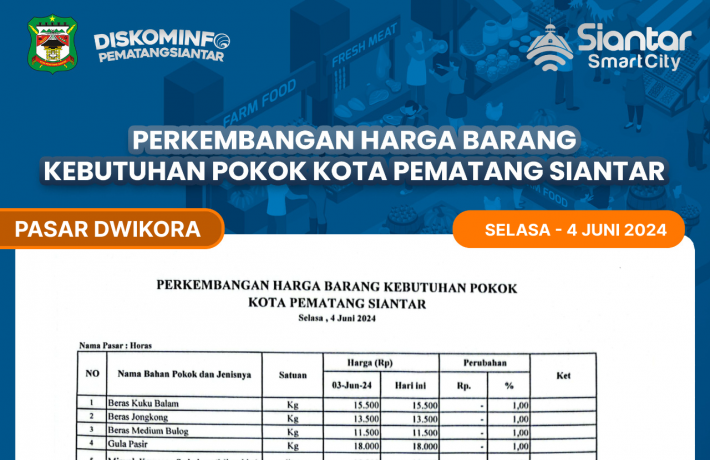 DISKOMINFO
PEMATANGSIANTAR
Siantar
SmartCity
FRESH MEAT
FARM FOOD
FARM FOOD
PERKEMBANGAN HARGA BARANG
KEBUTUHAN POKOK KOTA PEMATANG SIANTAR
PASAR DWIKORA
SELASA - 4 JUNI 2024
PERKEMBANGAN HARGA BARANG KEBUTUHAN POKOK
KOTA PEMATANG SIANTAR
Selasa , 4 Juni 2024
Nama Pasar : Horas
NO Nama Bahan Pokok dan Jenisnya Satuan Harga (Rp) Perubahan Ket
03-Jun-24 Hari ini Rp. %
1 Beras Kuku Balam Kg 15.500 15.500 - 1,00
2 Beras Jongkong Kg 13.500 13.500 - 1,00
3 Beras Medium Bulog Kg 11.500 11.500 - 1,00
4 Gula Pasir Kg 18.000 18.000 - 1,00